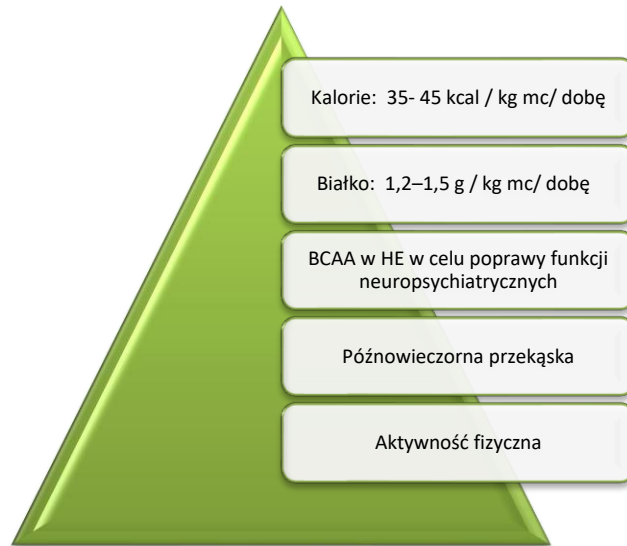 Kalorie: 35- 45 kcal / kg mc/ dobę
Białko: 1,2–1,5 g / kg mc/ dobę
BCAA w HE w celu poprawy funkcji
neuropsychiatrycznych
Późnowieczorna przekąska
Aktywność fizyczna